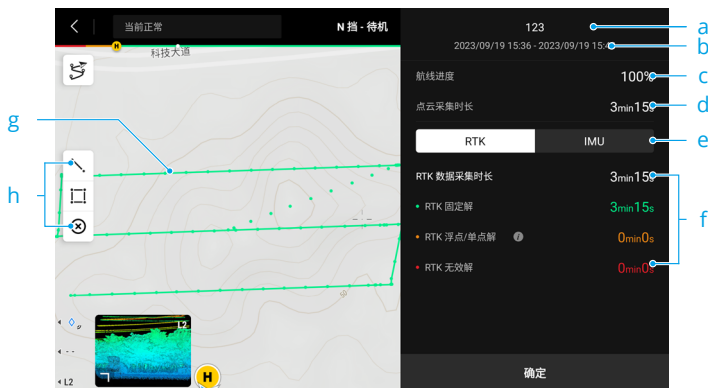 当前正常
N 挡 - 待机
H
科技大道
L2
- -
L2
H
123
2023/09/19 15:36 - 2023/09/19 15:4
航线进度
100%
点云采集时长
3min15s
RTK
IMU
RTK 数据采集时长
3min15s
RTK 固定解
3min15s
RTK 浮点/单点解
0min0s
RTK 无效解
0min0s
确定
a
b
c
d
e
f
g
h